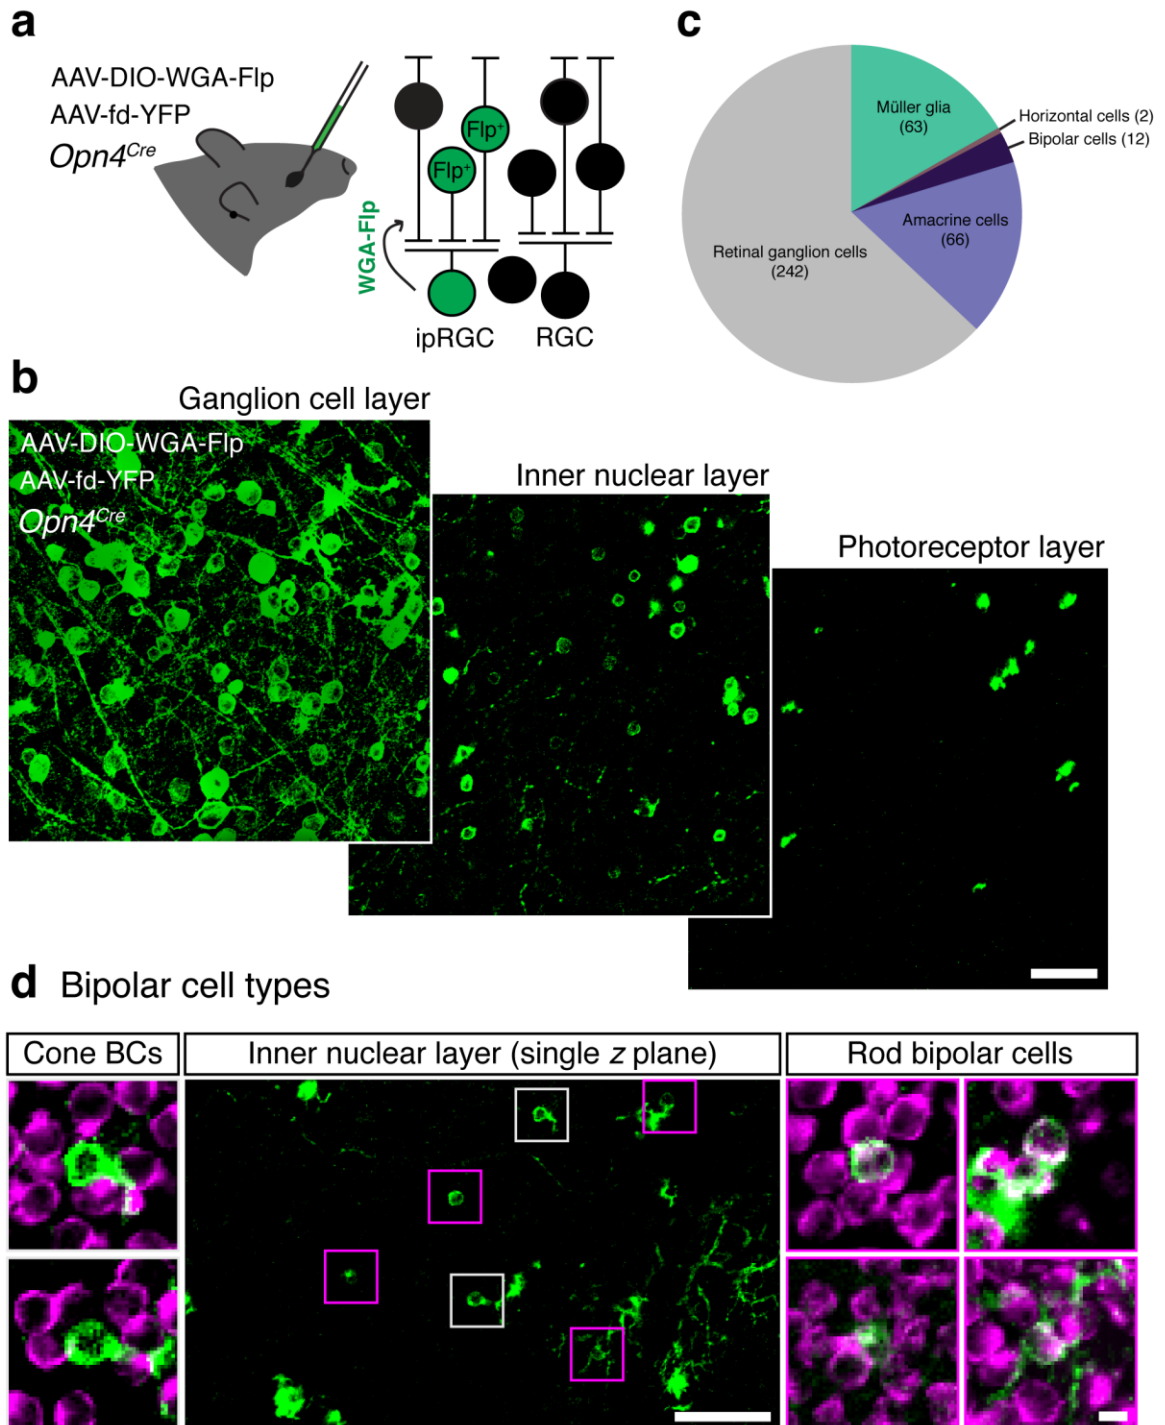 a
AAV-DIO-WGA-Flp
AAV-fd-YFP
Opn4Cre
Flp+
Flp+
WGA-Flp
ipRGC
RGC
c
Müller glia
(63)
Horizontal cells (2)
Bipolar cells (12)
Amacrine cells
(66)
Retinal ganglion cells
(242)
b
Ganglion cell layer
AAV-DIO-WGA-Flp
AAV-fd-YFP
Opn4Cre
Inner nuclear layer
Photoreceptor layer
d Bipolar cell types
Cone BCs
Inner nuclear layer (single z plane)
Rod bipolar cells